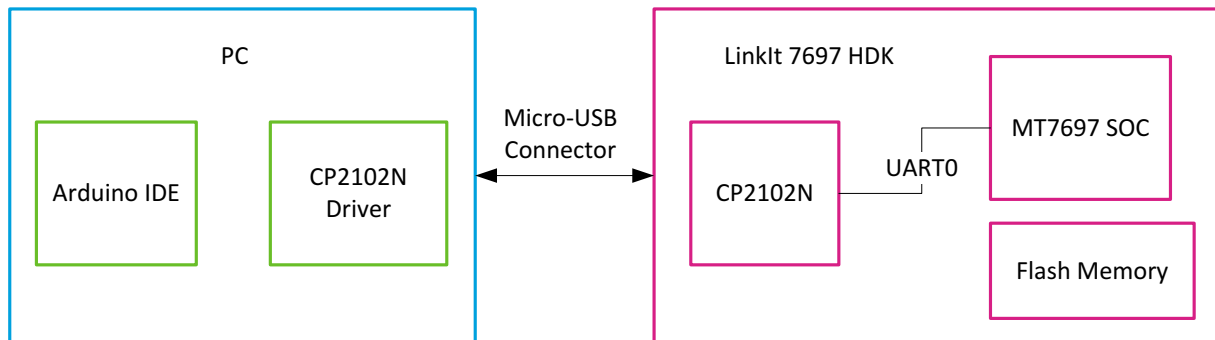 PC
LinkIt 7697 HDK
Micro-USB
Connector
Arduino IDE
CP2102N
Driver
CP2102N
UART0
MT7697 SOC
Flash Memory